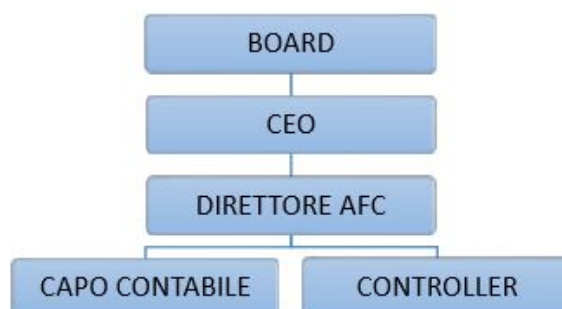 BOARD
CEO
DIRETTORE AFC
CAPO CONTABILE
CONTROLLER